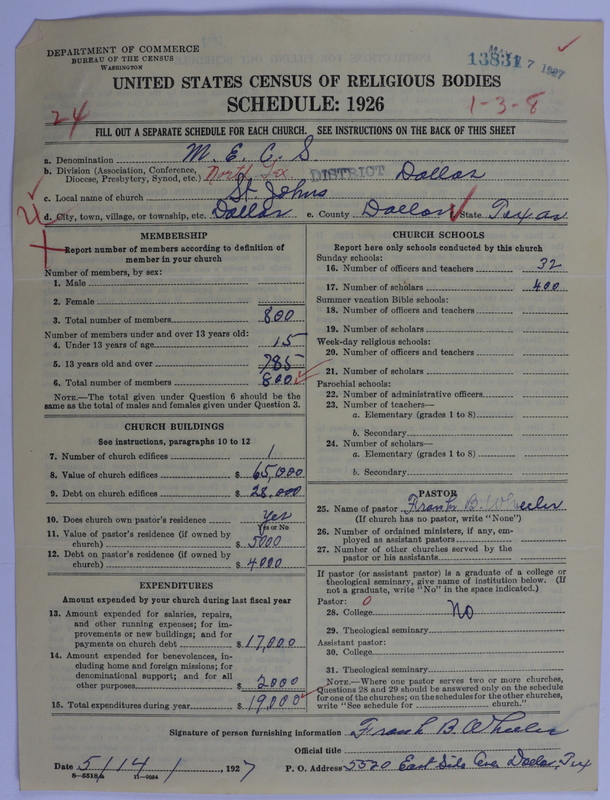 DEPARTMENT OF COMMERCE
BUREAU OF THE CENSUS
WASHINGTON
13831
7 1927
UNITED STATES CENSUS OF RELIGIOUS BODIES
SCHEDULE: 1926
24
1-3-8
FILL OUT A SEPARATE SCHEDULE FOR EACH CHURCH. SEE INSTRUCTIONS ON THE BACK OF THIS SHEET
a. Denomination M. E. C. S
b. Division (Association, Conference, Diocese, Presbytery, Synod, etc.) North Tex DISTRICT Dallas
c. Local name of church St Johns
d. City, town, village, or township, etc. Dallas e. County Dallas State Texas
MEMBERSHIP
Report number of members according to definition of
member in your church
Number of members, by sex:
1. Male
2. Female
3. Total number of members 800
Number of members under and over 13 years old:
4. Under 13 years of age 15
5. 13 years old and over 785
6. Total number of members 800
NOTE.—The total given under Question 6 should be
same as the total of males and females given under Question 3.
CHURCH BUILDINGS
See instructions, paragraphs 10 to 12
7. Number of church edifices 1
8. Value of church edifices $ 65,000
9. Debt on church edifices $ 28,000
10. Does church own pastor's residence Yes
Yes or No
11. Value of pastor's residence (if owned by
church) $ 5000
12. Debt on pastor's residence (if owned by
church) $ 4000
EXPENDITURES
Amount expended by your church during last fiscal year
13. Amount expended for salaries, repairs,
and other running expenses; for im-
provements or new buildings; and for
payments on church debt $ 17,000
14. Amount expended for benevolences, in-
cluding home and foreign missions; for
denominational support; and for all
other purposes $ 2000
15. Total expenditures during year $ 19,000
CHURCH SCHOOLS
Report here only schools conducted by this church
Sunday schools:
16. Number of officers and teachers 32
17. Number of scholars 400
Summer vacation Bible schools:
18. Number of officers and teachers
19. Number of scholars
Week-day religious schools:
20. Number of officers and teachers
21. Number of scholars
Parochial schools:
22. Number of administrative officers
23. Number of teachers—
a. Elementary (grades 1 to 8)
b. Secondary
24. Number of scholars—
a. Elementary (grades 1 to 8)
b. Secondary
PASTOR
25. Name of pastor Frank B. Wheeler
(If church has no pastor, write "None")
26. Number of ordained ministers, if any, em-
ployed as assistant pastors
27. Number of other churches served by the
pastor or his assistants
If pastor (or assistant pastor) is a graduate of a college or
theological seminary, give name of institution below. (If
not a graduate, write "No" in the space indicated.)
Pastor: 0
28. College No
29. Theological seminary
Assistant pastor:
30. College
31. Theological seminary
NOTE.—Where one pastor serves two or more churches,
Questions 28 and 29 should be answered only on the schedule
for one of the churches; on the schedules for the other churches,
write "See schedule for church."
Signature of person furnishing information Frank B. Wheeler
Official title
Date 5/14/, 1927 P. O. Address 5520 East Side Ave Dallas, Tex
8—5518a 11—9084